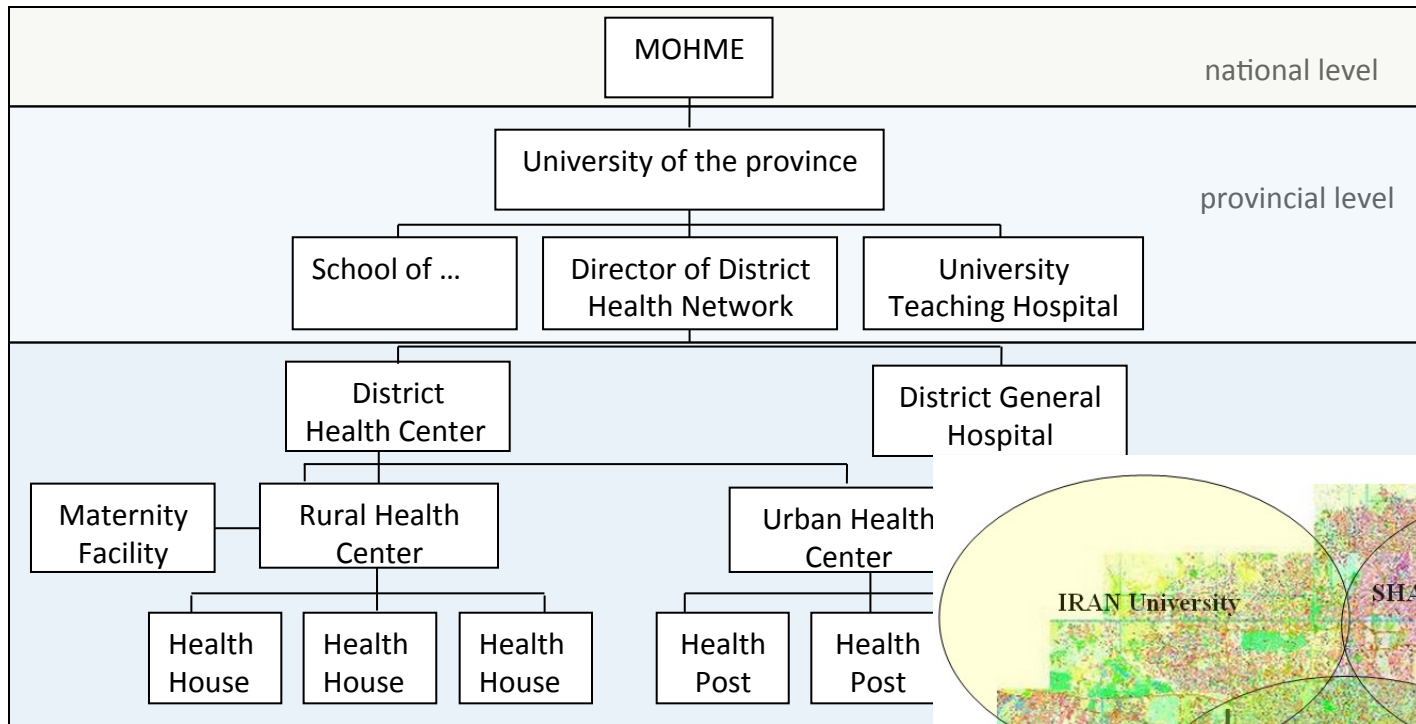 MOHME
national level
University of the province
provincial level
School of ...
Director of District
Health Network
University
Teaching Hospital
District
Health Center
District General
Hospital
Maternity
Facility
Rural Health
Center
Urban Health
Center
Health
House
Health
House
Health
House
Health
Post
Health
Post
IRAN University